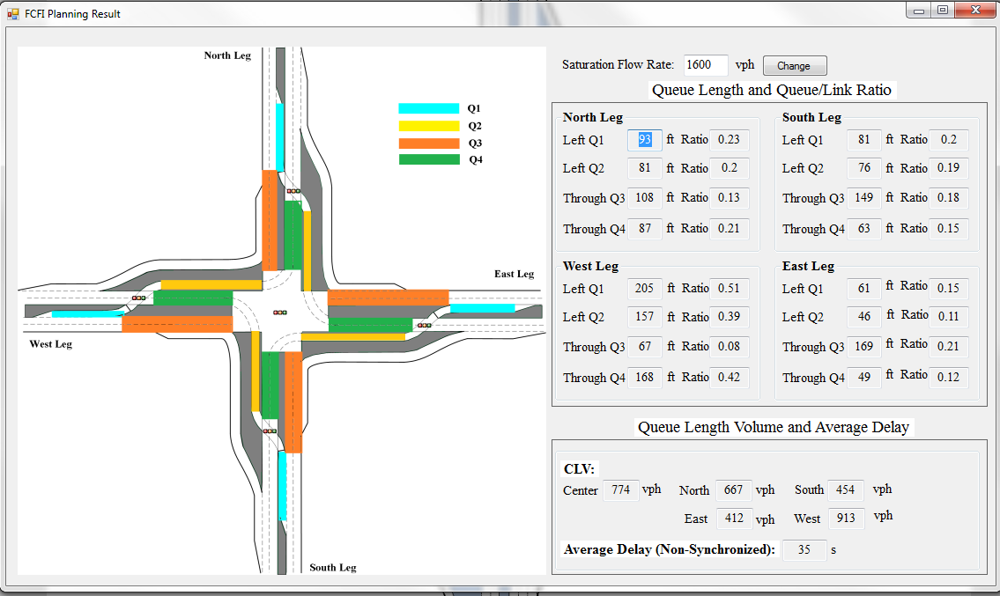 FCFI Planning Result
North Leg
Q1
Q2
Q3
Q4
East Leg
West Leg
South Leg
Saturation Flow Rate: 1600 vph Change
Queue Length and Queue/Link Ratio
North Leg
Left Q1 93 ft Ratio 0.23
Left Q2 81 ft Ratio 0.2
Through Q3 108 ft Ratio 0.13
Through Q4 87 ft Ratio 0.21
South Leg
Left Q1 81 ft Ratio 0.2
Left Q2 76 ft Ratio 0.19
Through Q3 149 ft Ratio 0.18
Through Q4 63 ft Ratio 0.15
West Leg
Left Q1 205 ft Ratio 0.51
Left Q2 157 ft Ratio 0.39
Through Q3 67 ft Ratio 0.08
Through Q4 168 ft Ratio 0.42
East Leg
Left Q1 61 ft Ratio 0.15
Left Q2 46 ft Ratio 0.11
Through Q3 169 ft Ratio 0.21
Through Q4 49 ft Ratio 0.12
Queue Length Volume and Average Delay
CLV:
Center 774 vph North 667 vph South 454 vph
East 412 vph West 913 vph
Average Delay (Non-Synchronized): 35 s